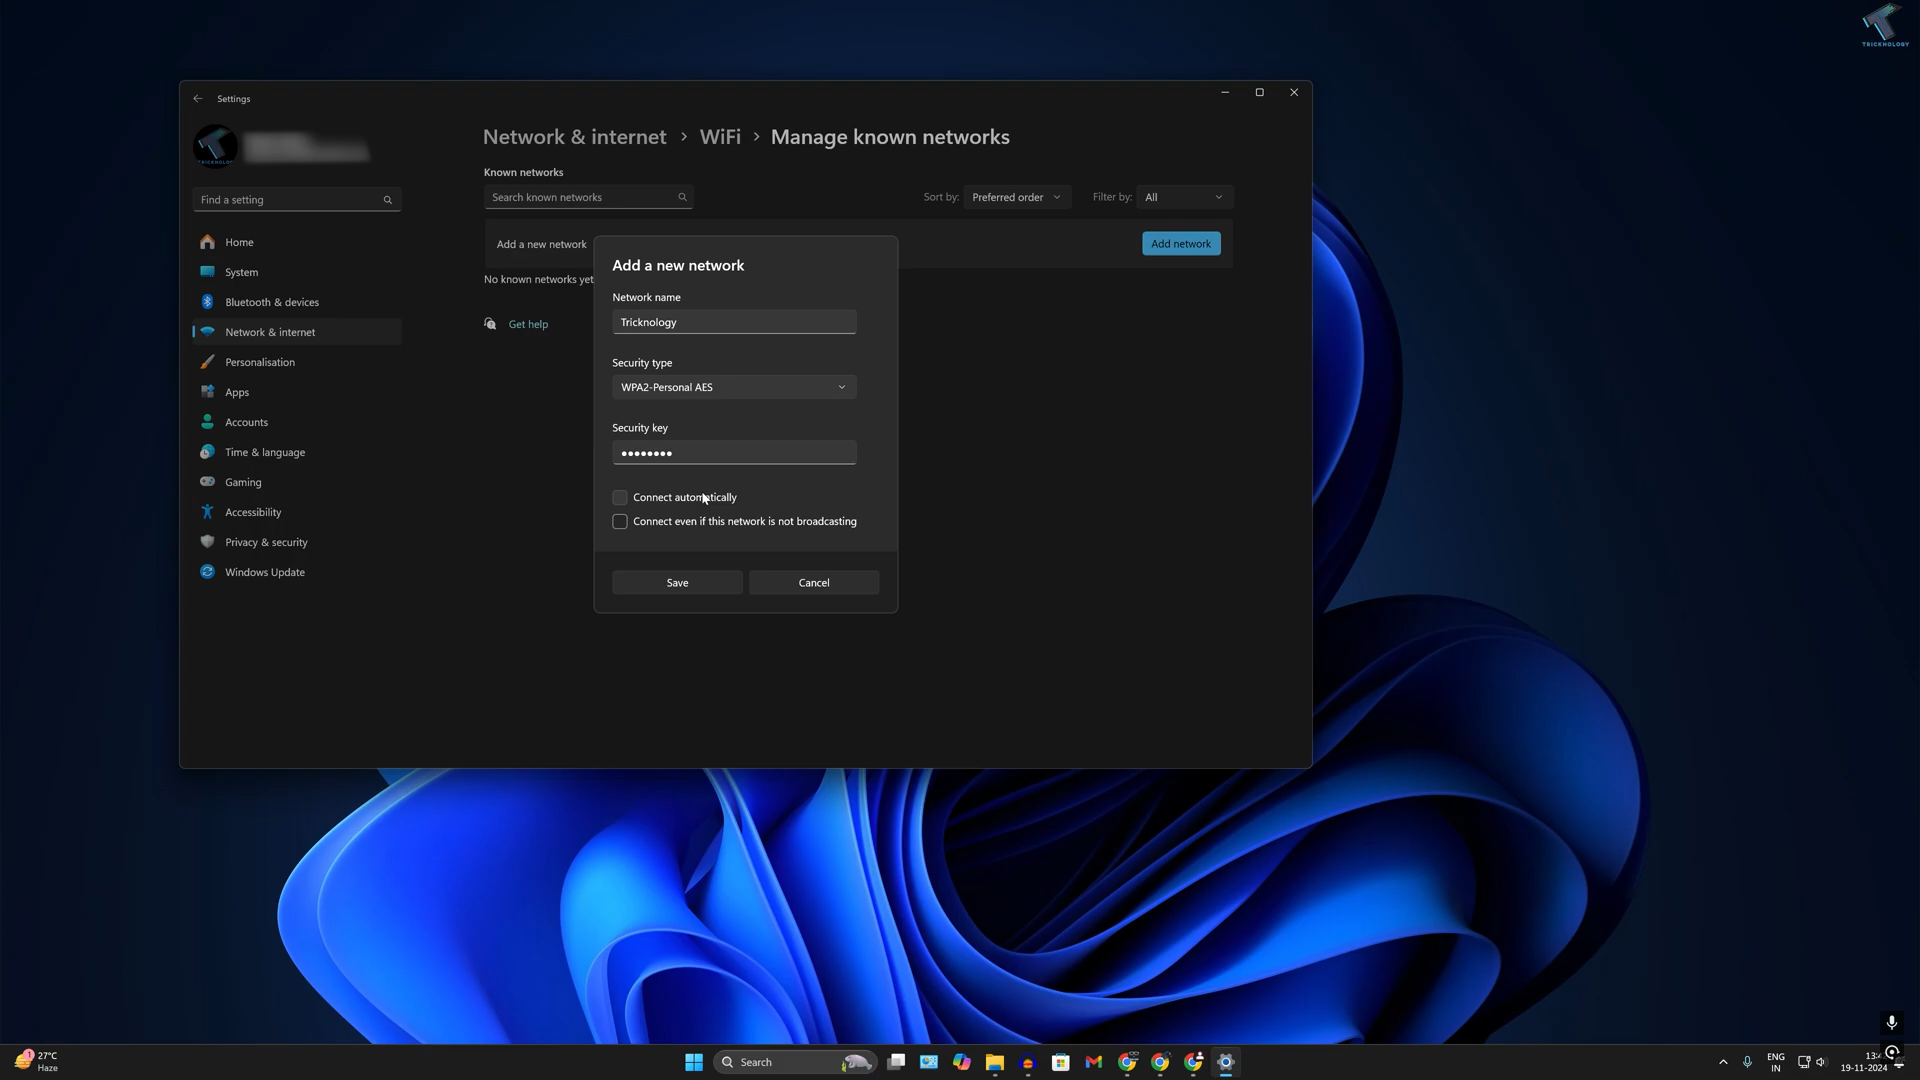 TRICKNOLOGY
Settings
Network & internet > WiFi > Manage known networks
Known networks
Find a setting
Search known networks
Sort by: Preferred order
Filter by: All
Home
System
Bluetooth & devices
Network & internet
Personalisation
Apps
Accounts
Time & language
Gaming
Accessibility
Privacy & security
Windows Update
Add a new network
Add network
No known networks yet
Get help
Add a new network
Network name
Tricknology
Security type
WPA2-Personal AES
Security key
••••••••
Connect automatically
Connect even if this network is not broadcasting
Save
Cancel
1
27°C
Haze
Search
ENG
IN
19-11-2024